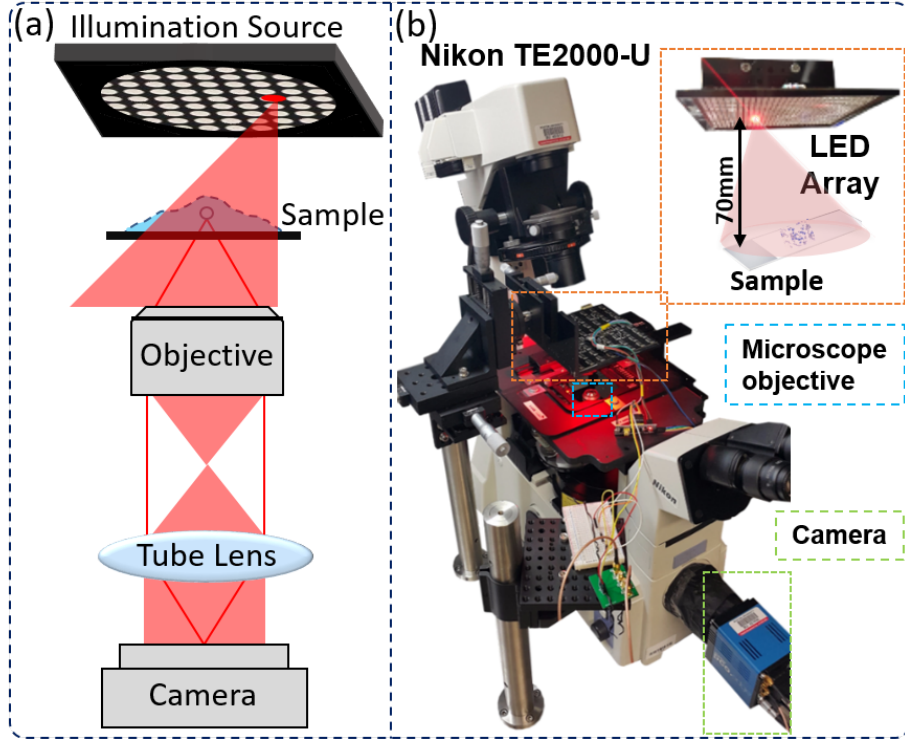 (a)
Illumination Source
Sample
Objective
Tube Lens
Camera
(b)
Nikon TE2000-U
LED
Array
70mm
Sample
Microscope
objective
Nikon
Camera